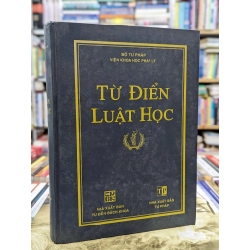 BỘ TƯ PHÁP
VIỆN KHOA HỌC PHÁP LÝ
TỪ ĐIỂN
LUẬT HỌC
NHÀ XUẤT BẢN
TỪ ĐIỂN BÁCH KHOA
NHÀ XUẤT BẢN
TƯ PHÁP